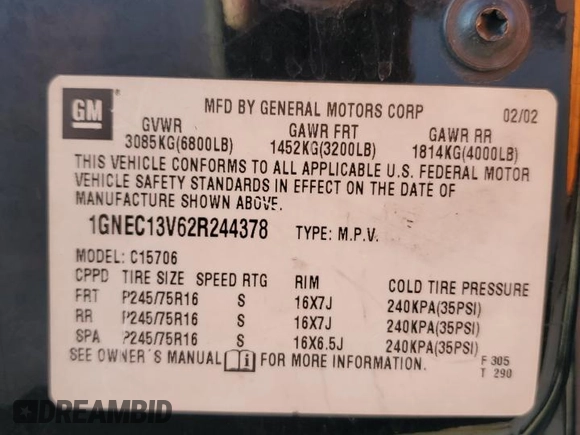 GM
MFD BY GENERAL MOTORS CORP 02/02
GVWR GAWR FRT GAWR RR
3085KG(6800LB) 1452KG(3200LB) 1814KG(4000LB)
THIS VEHICLE CONFORMS TO ALL APPLICABLE U.S. FEDERAL MOTOR
VEHICLE SAFETY STANDARDS IN EFFECT ON THE DATE OF
MANUFACTURE SHOWN ABOVE.
1GNEC13V62R244378 TYPE: M.P.V.
MODEL: C15706
CPPD TIRE SIZE SPEED RTG RIM COLD TIRE PRESSURE
FRT P245/75R16 S 16X7J 240KPA(35PSI)
RR P245/75R16 S 16X7J 240KPA(35PSI)
SPA P245/75R16 S 16X6.5J 240KPA(35PSI)
SEE OWNER'S MANUAL FOR MORE INFORMATION.
F 305
T 290
DREAMBID